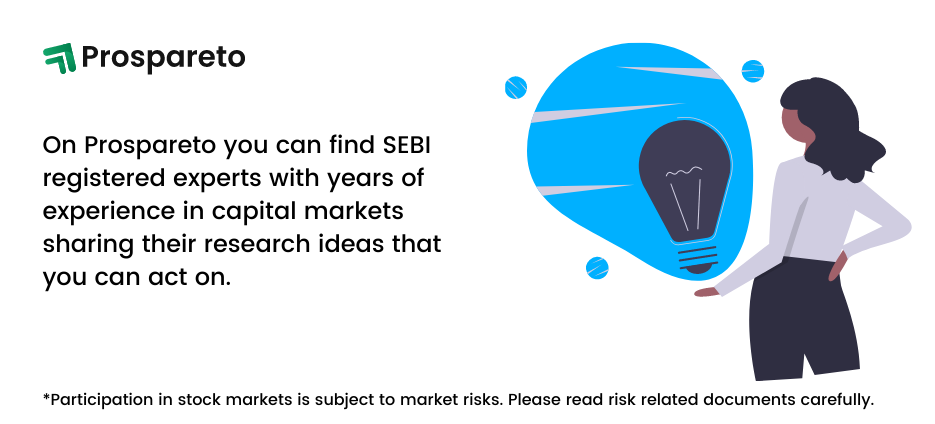 Prospareto
On Prospareto you can find SEBI
registered experts with years of
experience in capital markets
sharing their research ideas that
you can act on.
*Participation in stock markets is subject to market risks. Please read risk related documents carefully.